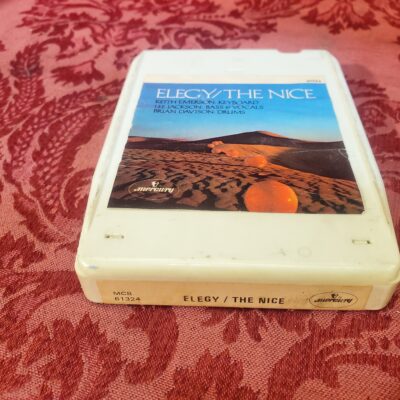 ELEGY/THE NICE
KEITH EMERSON: KEYBOARD
LEE JACKSON: BASS & VOCALS
BRIAN DAVISON: DRUMS
mercury
MC8
61324
ELEGY / THE NICE
mercury